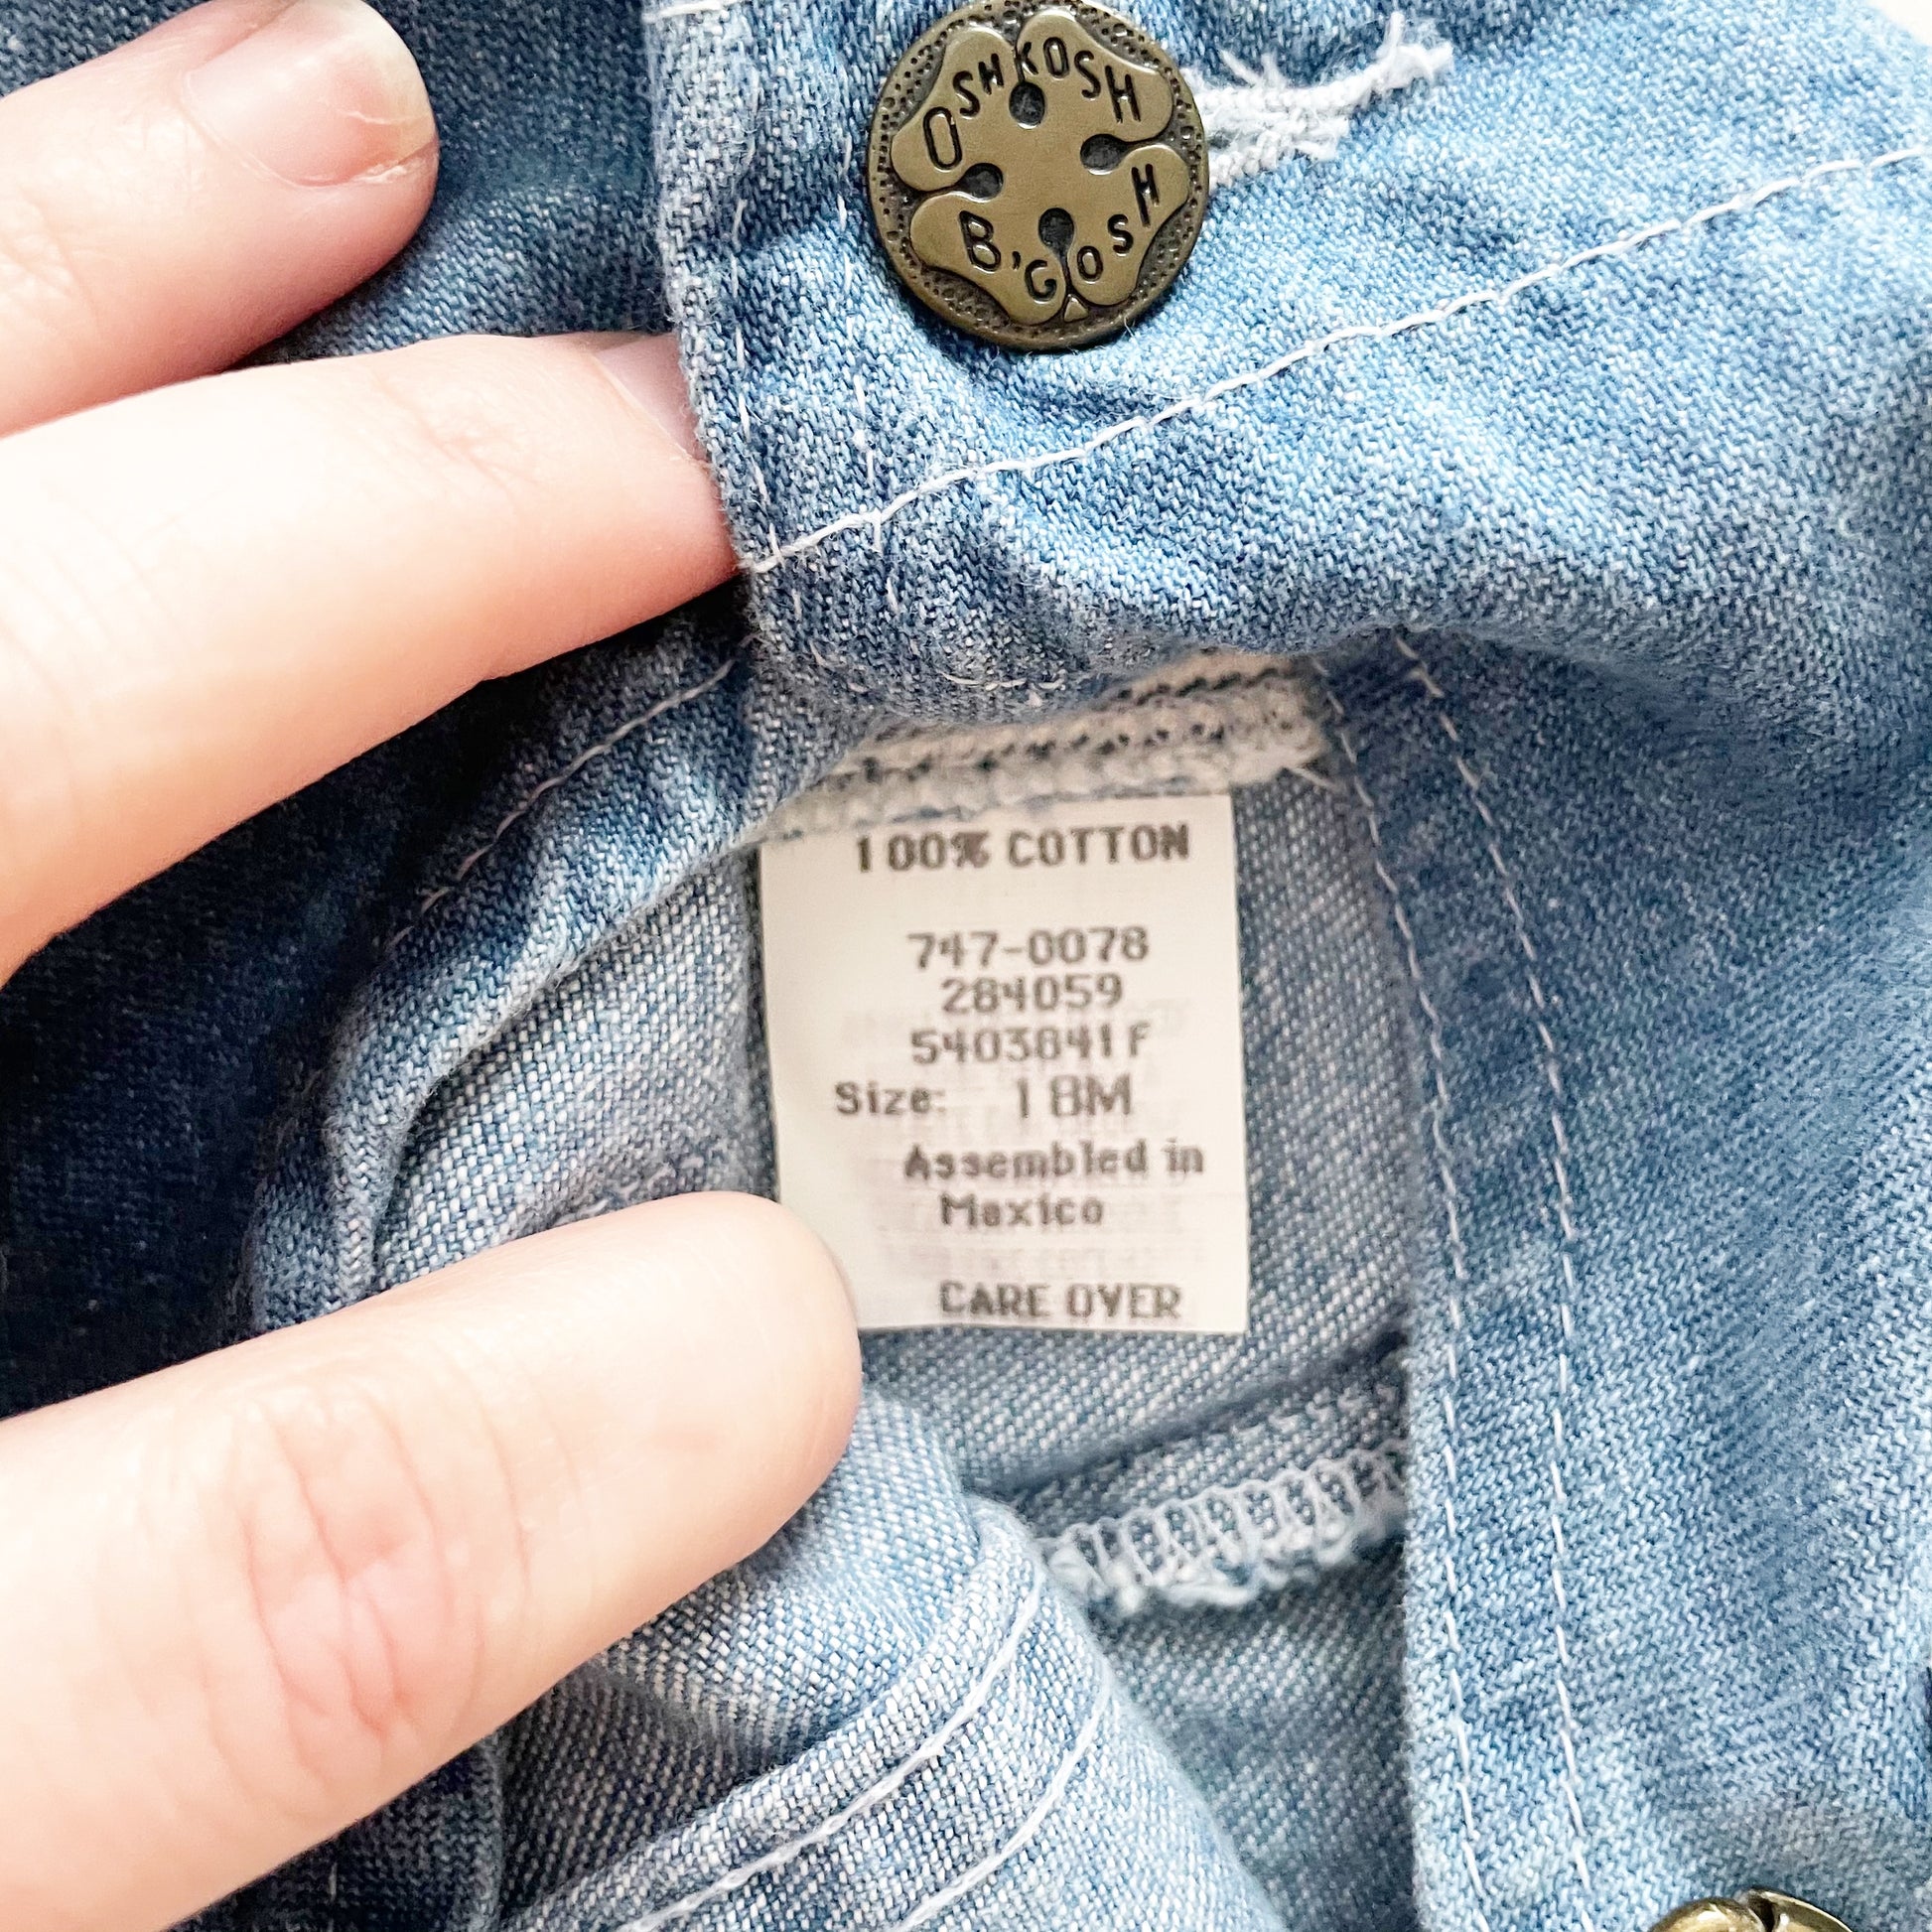 OSHKOSH
B'GOSH
100% COTTON
747-0078
284059
5403841F
Size: 18M
Assembled in
Mexico
CARE OVER